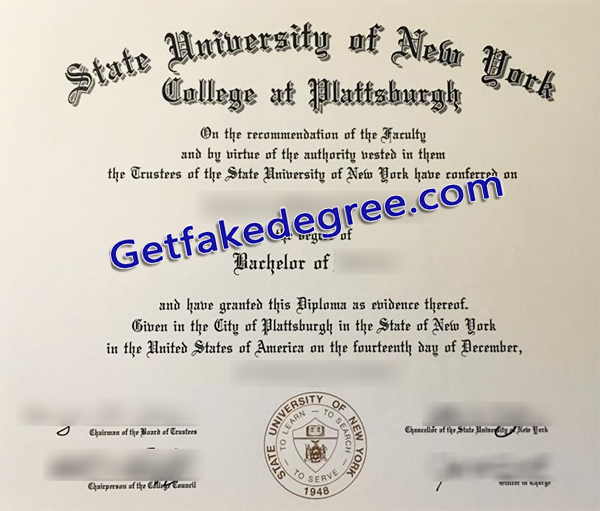 State University of New York
College at Plattsburgh
On the recommendation of the Faculty
and by virtue of the authority vested in them
the Trustees of the State University of New York have conferred on
Getfakedegree.com
degree of
Bachelor of
and have granted this Diploma as evidence thereof.
Given in the City of Plattsburgh in the State of New York
in the United States of America on the fourteenth day of December,
Chairman of the Board of Trustees
Chancellor of the State University of New York
STATE UNIVERSITY OF NEW YORK
TO LEARN – TO SEARCH
TO SERVE
1948
Chairperson of the College Council
Officer in Charge